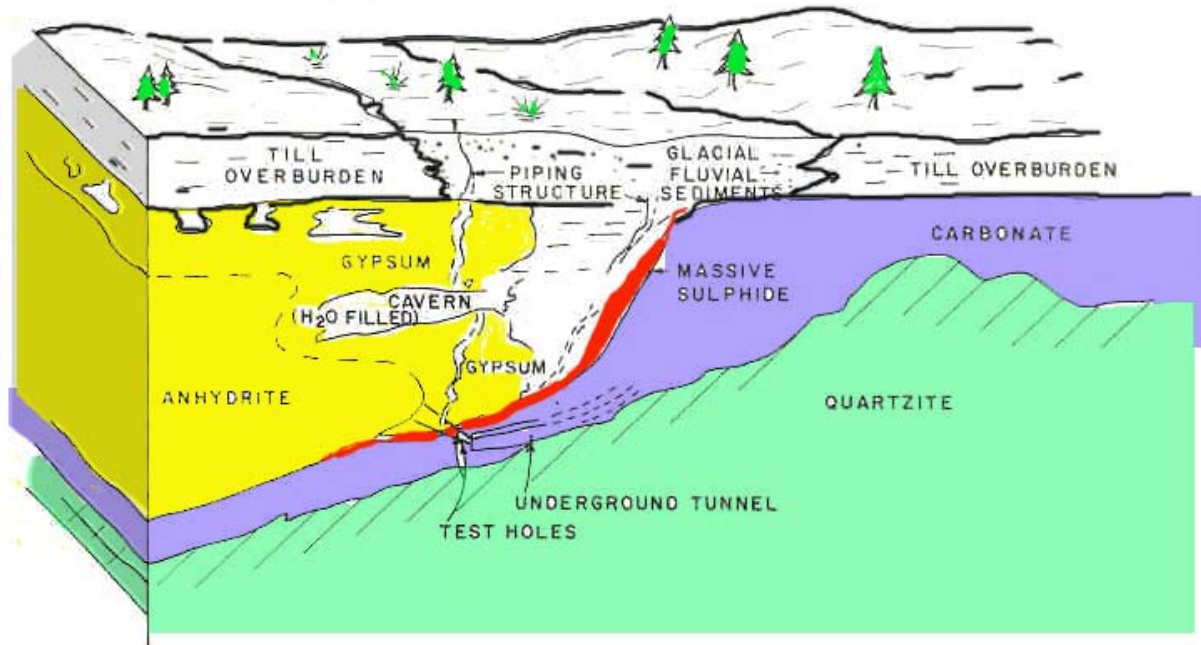 TILL
OVERBURDEN
PIPING
STRUCTURE
GLACIAL
FLUVIAL
SEDIMENTS
TILL OVERBURDEN
CARBONATE
GYPSUM
MASSIVE
SULPHIDE
CAVERN
(H₂O FILLED)
GYPSUM
ANHYDRITE
QUARTZITE
UNDERGROUND TUNNEL
TEST HOLES